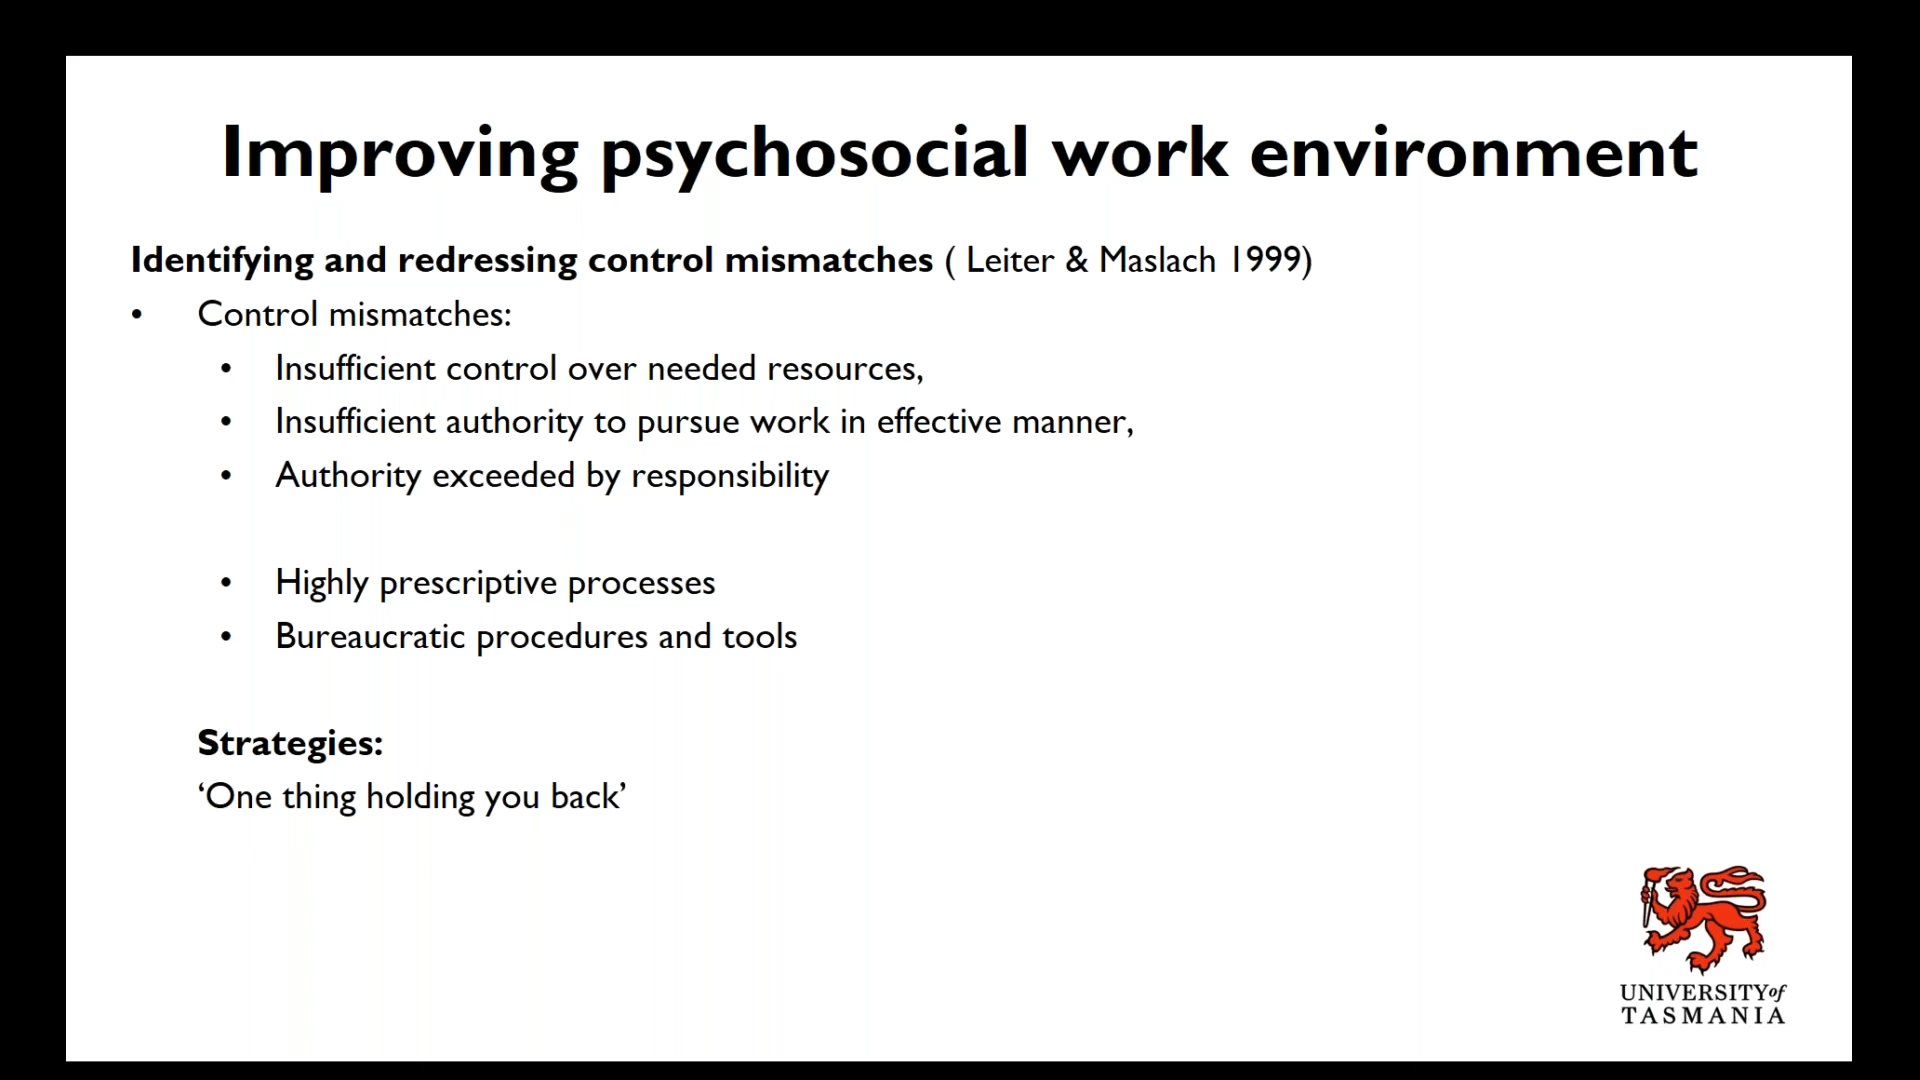 Improving psychosocial work environment
Identifying and redressing control mismatches ( Leiter & Maslach 1999)
• Control mismatches:
• Insufficient control over needed resources,
• Insufficient authority to pursue work in effective manner,
• Authority exceeded by responsibility
• Highly prescriptive processes
• Bureaucratic procedures and tools
Strategies:
‘One thing holding you back’
UNIVERSITY of
TASMANIA